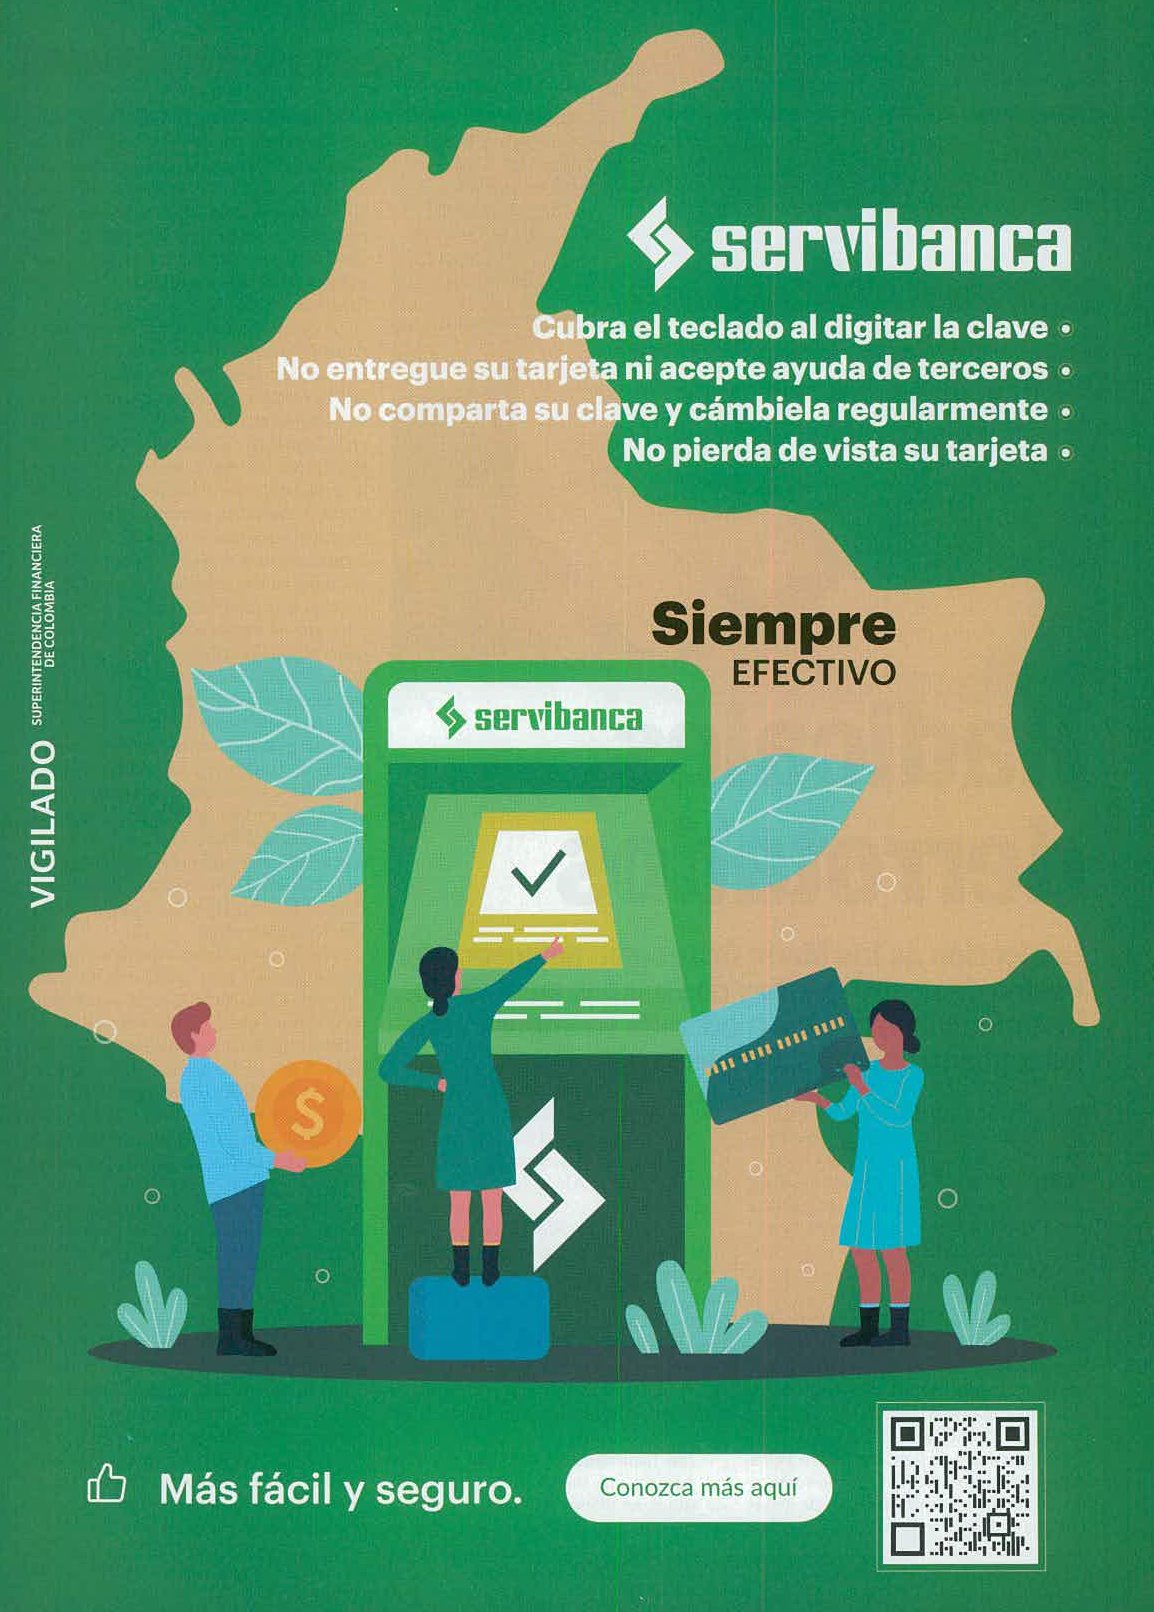 servibanca
Cubra el teclado al digitar la clave
No entregue su tarjeta ni acepte ayuda de terceros
No comparta su clave y cámbiela regularmente
No pierda de vista su tarjeta
VIGILADO SUPERINTENDENCIA FINANCIERA
DE COLOMBIA
Siempre
EFECTIVO
servibanca
$
Más fácil y seguro.
Conozca más aquí